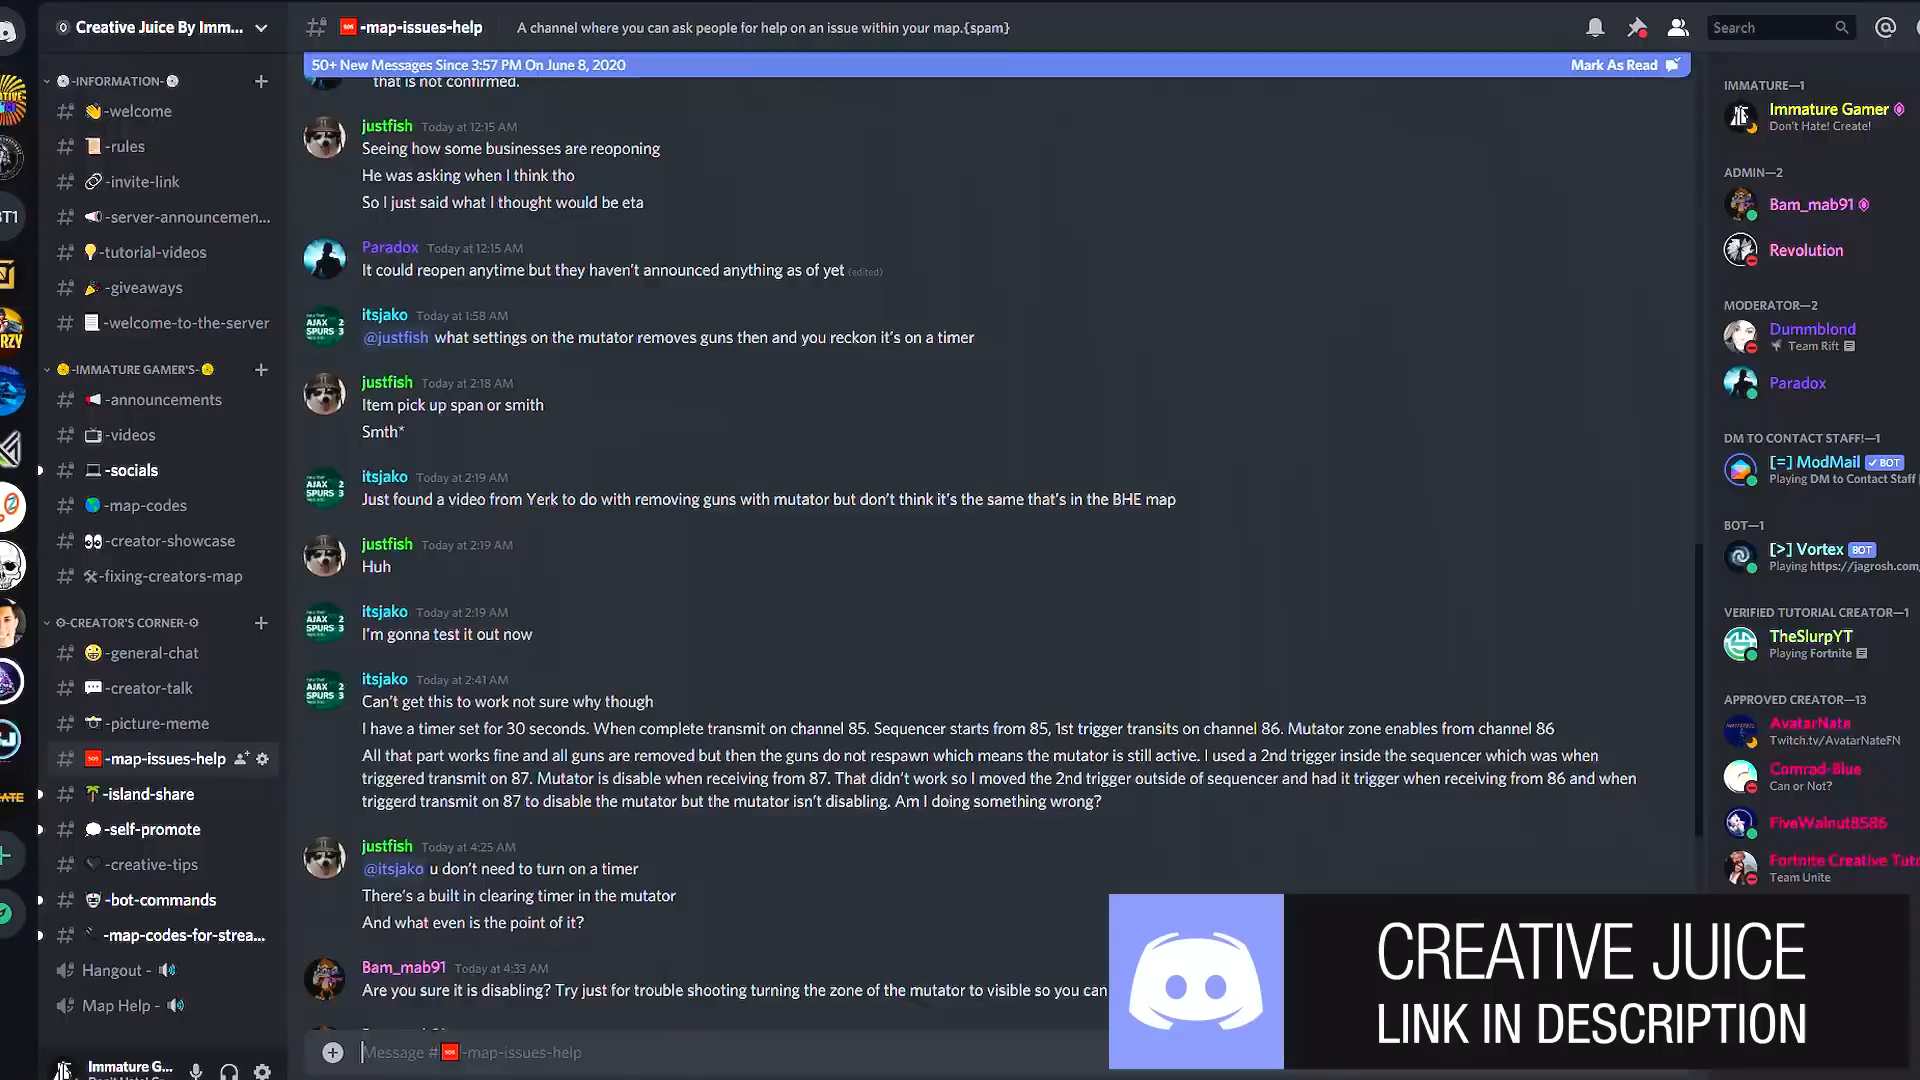 Creative Juice By Imm...
-map-issues-help
A channel where you can ask people for help on an issue within your map.{spam}
Search
50+ New Messages Since 3:57 PM On June 8, 2020
Mark As Read
-INFORMATION-
-welcome
-rules
-invite-link
-server-announcemen...
-tutorial-videos
-giveaways
-welcome-to-the-server
-IMMATURE GAMER'S-
-announcements
-videos
-socials
-map-codes
-creator-showcase
-fixing-creators-map
-CREATOR'S CORNER-
-general-chat
-creator-talk
-picture-meme
-map-issues-help
-island-share
-self-promote
-creative-tips
-bot-commands
-map-codes-for-strea...
Hangout -
Map Help -
Immature G...
that is not confirmed.
justfish Today at 12:15 AM
Seeing how some businesses are reoponing
He was asking when I think tho
So I just said what I thought would be eta
Paradox Today at 12:15 AM
It could reopen anytime but they haven't announced anything as of yet (edited)
itsjako Today at 1:58 AM
@justfish what settings on the mutator removes guns then and you reckon it's on a timer
justfish Today at 2:18 AM
Item pick up span or smith
Smth*
itsjako Today at 2:19 AM
Just found a video from Yerk to do with removing guns with mutator but don't think it's the same that's in the BHE map
justfish Today at 2:19 AM
Huh
itsjako Today at 2:19 AM
I'm gonna test it out now
itsjako Today at 2:41 AM
Can't get this to work not sure why though
I have a timer set for 30 seconds. When complete transmit on channel 85. Sequencer starts from 85, 1st trigger transits on channel 86. Mutator zone enables from channel 86
All that part works fine and all guns are removed but then the guns do not respawn which means the mutator is still active. I used a 2nd trigger inside the sequencer which was when
triggered transmit on 87. Mutator is disable when receiving from 87. That didn't work so I moved the 2nd trigger outside of sequencer and had it trigger when receiving from 86 and when
triggerd transmit on 87 to disable the mutator but the mutator isn't disabling. Am I doing something wrong?
justfish Today at 4:25 AM
@itsjako u don't need to turn on a timer
There's a built in clearing timer in the mutator
And what even is the point of it?
Bam_mab91 Today at 4:33 AM
Are you sure it is disabling? Try just for trouble shooting turning the zone of the mutator to visible so you can
Message # SOS -map-issues-help
IMMATURE—1
Immature Gamer
Don't Hate! Create!
ADMIN—2
Bam_mab91
Revolution
MODERATOR—2
Dummblond
Team Rift
Paradox
DM TO CONTACT STAFF!—1
[=] ModMail BOT
Playing DM to Contact Staff
BOT—1
[>] Vortex BOT
Playing https://jagrosh.com
VERIFIED TUTORIAL CREATOR—1
TheSlurpYT
Playing Fortnite
APPROVED CREATOR—13
AvatarNate
Twitch.tv/AvatarNateFN
Comrad-Blue
Can or Not?
FiveWalnut8586
Fortnite Creative Tuto
Team Unite
CREATIVE JUICE
LINK IN DESCRIPTION